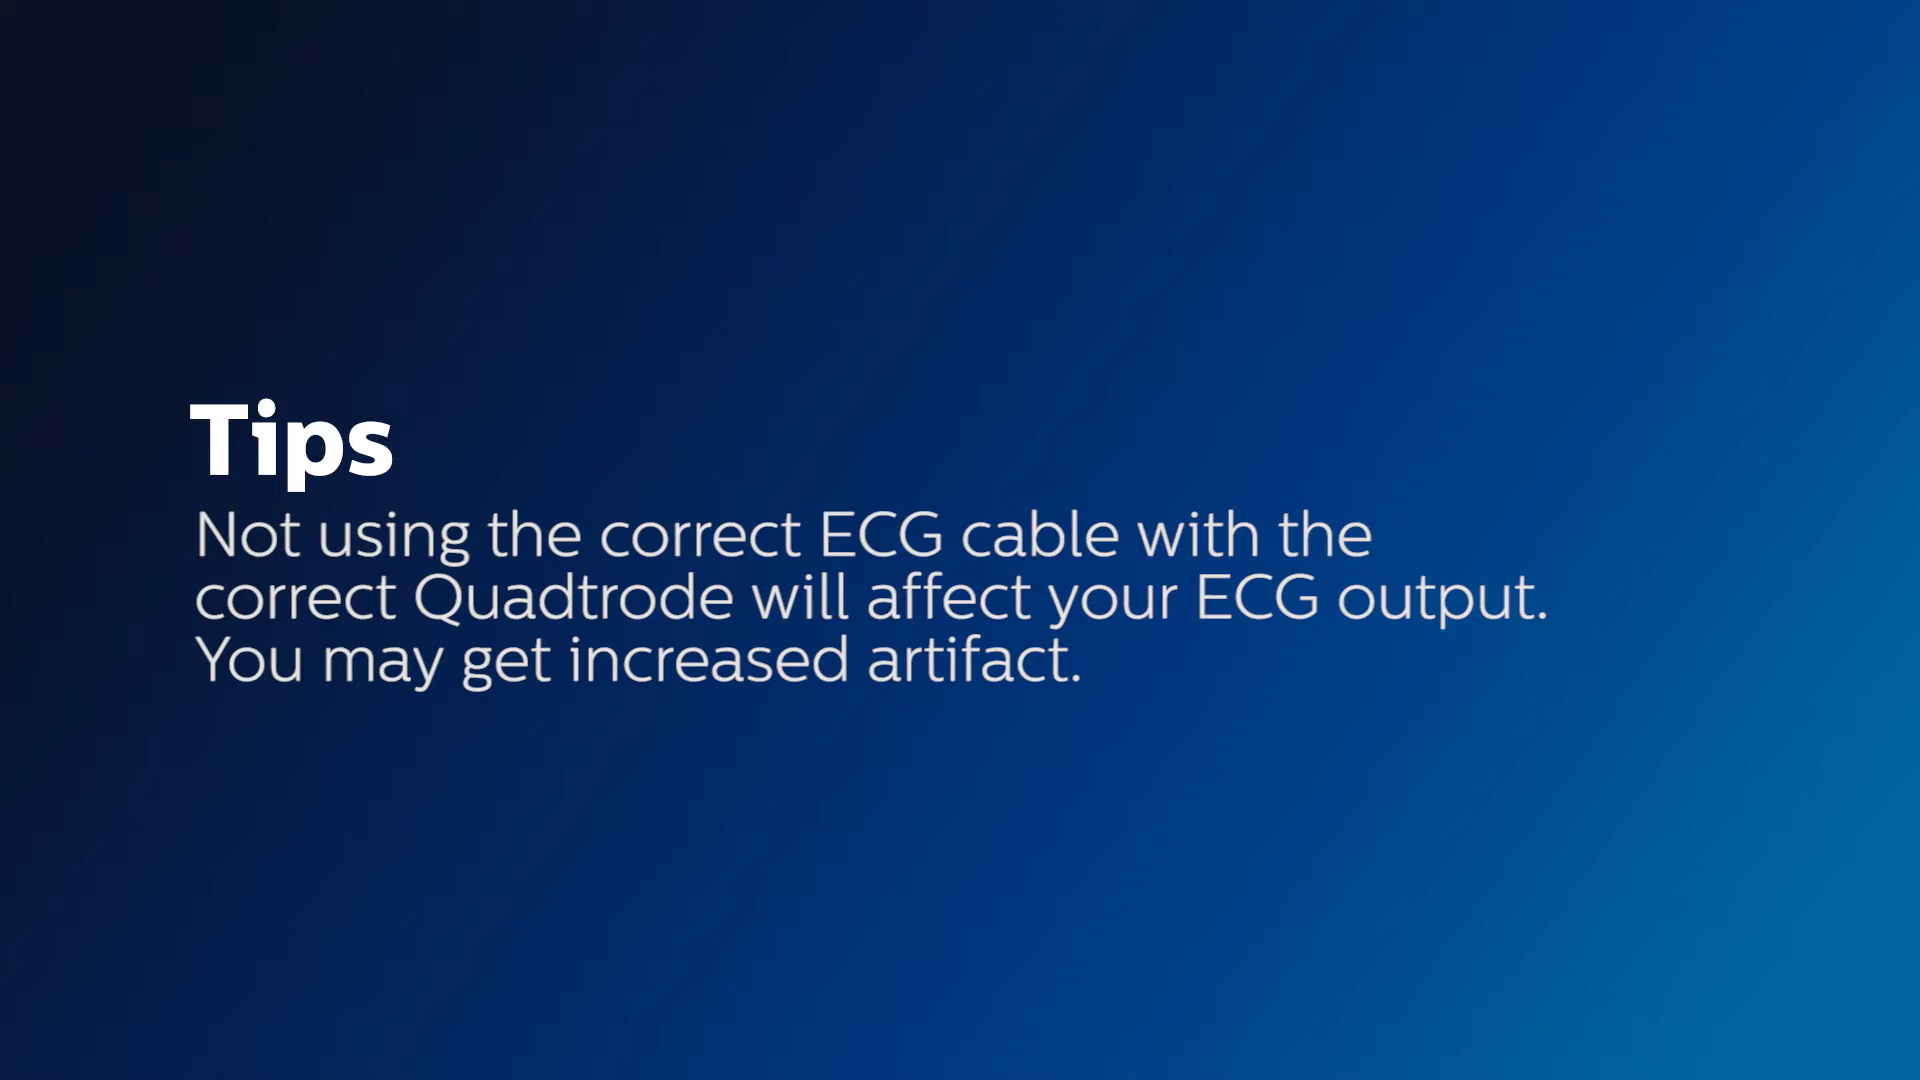 Tips
Not using the correct ECG cable with the
correct Quadtrode will affect your ECG output.
You may get increased artifact.